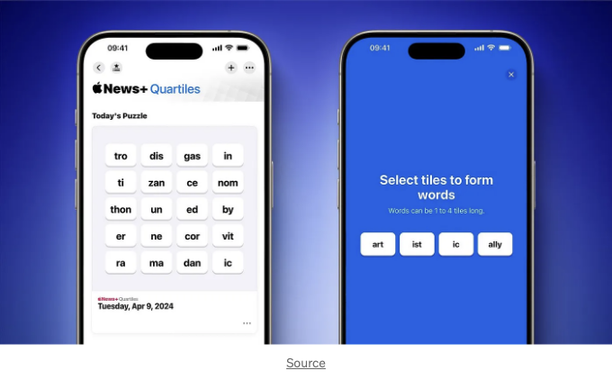 09:41
News+ Quartiles
Today's Puzzle
tro dis gas in
ti zan ce nom
thon un ed by
er ne cor vit
ra ma dan ic
News+ Quartiles
Tuesday, Apr 9, 2024
09:41
Select tiles to form
words
Words can be 1 to 4 tiles long.
art ist ic ally
Source